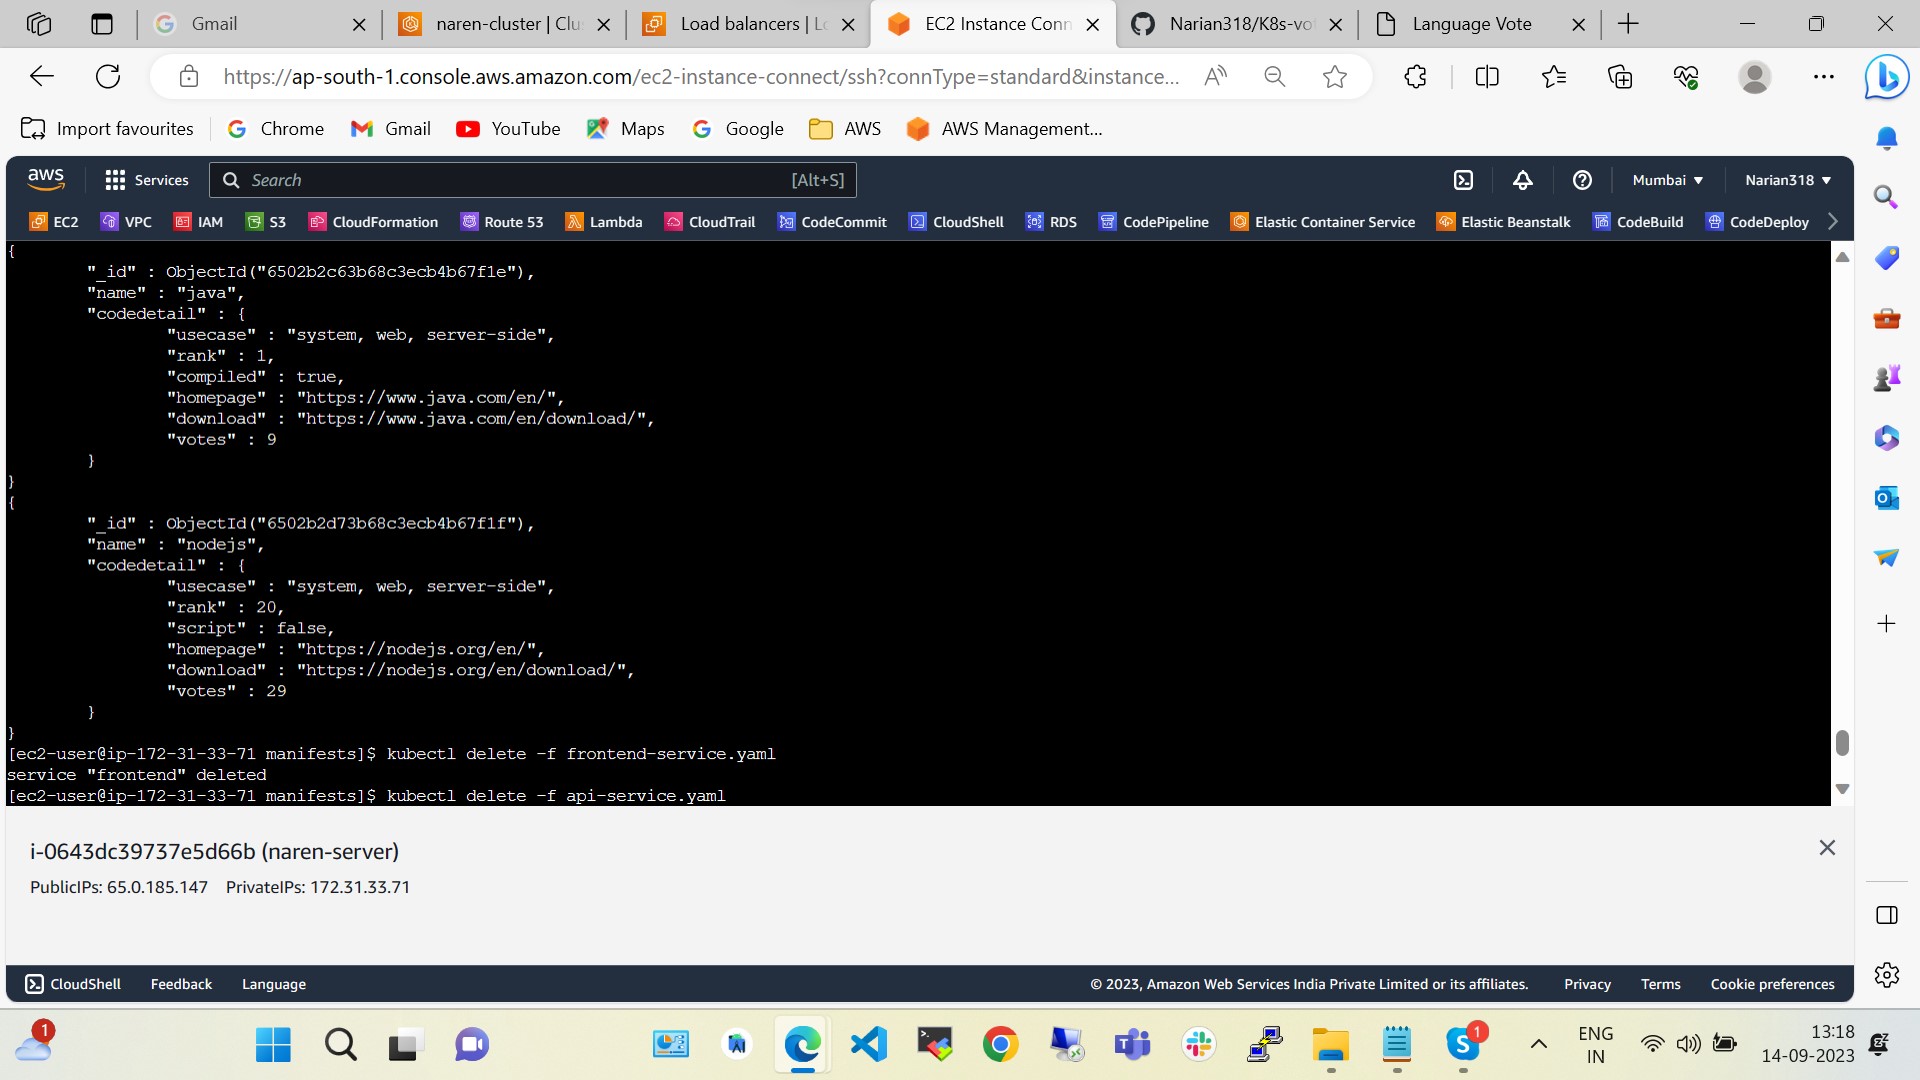 Gmail
naren-cluster | Clu
Load balancers | Lo
EC2 Instance Conn
Narian318/K8s-vot
Language Vote
https://ap-south-1.console.aws.amazon.com/ec2-instance-connect/ssh?connType=standard&instance...
Import favourites
Chrome
Gmail
YouTube
Maps
Google
AWS
AWS Management...
aws
Services
Search
[Alt+S]
Mumbai
Narian318
EC2
VPC
IAM
S3
CloudFormation
Route 53
Lambda
CloudTrail
CodeCommit
CloudShell
RDS
CodePipeline
Elastic Container Service
Elastic Beanstalk
CodeBuild
CodeDeploy
{
"_id" : ObjectId("6502b2c63b68c3ecb4b67f1e"),
"name" : "java",
"codedetail" : {
"usecase" : "system, web, server-side",
"rank" : 1,
"compiled" : true,
"homepage" : "https://www.java.com/en/",
"download" : "https://www.java.com/en/download/",
"votes" : 9
}
}
{
"_id" : ObjectId("6502b2d73b68c3ecb4b67f1f"),
"name" : "nodejs",
"codedetail" : {
"usecase" : "system, web, server-side",
"rank" : 20,
"script" : false,
"homepage" : "https://nodejs.org/en/",
"download" : "https://nodejs.org/en/download/",
"votes" : 29
}
}
[ec2-user@ip-172-31-33-71 manifests]$ kubectl delete -f frontend-service.yaml
service "frontend" deleted
[ec2-user@ip-172-31-33-71 manifests]$ kubectl delete -f api-service.yaml
i-0643dc39737e5d66b (naren-server)
PublicIPs: 65.0.185.147 PrivateIPs: 172.31.33.71
CloudShell
Feedback
Language
© 2023, Amazon Web Services India Private Limited or its affiliates.
Privacy
Terms
Cookie preferences
1
1
ENG
IN
13:18
14-09-2023